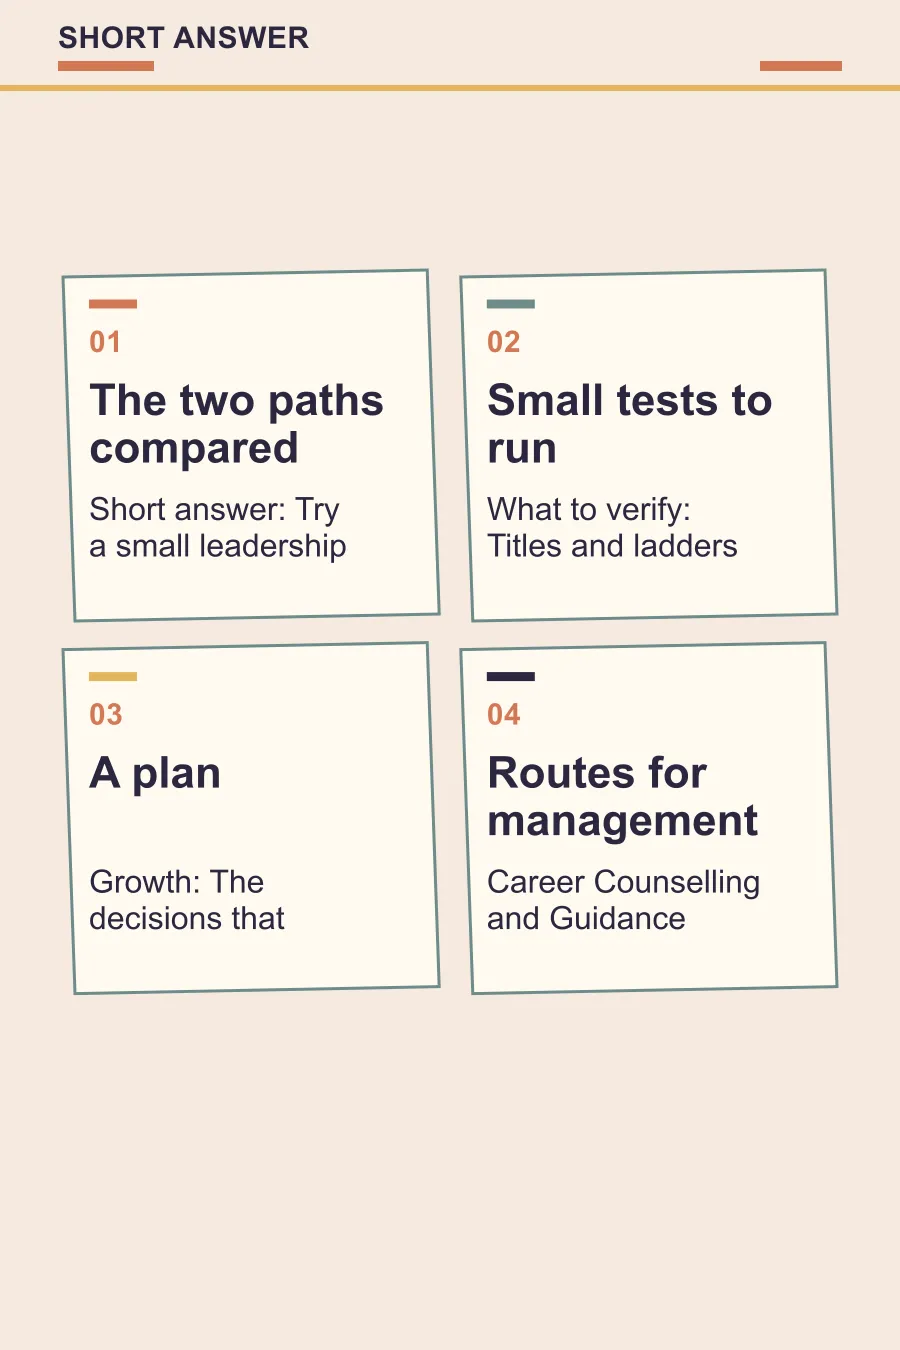 SHORT ANSWER
01
The two paths
compared
Short answer: Try
a small leadership
02
Small tests to
run
What to verify:
Titles and ladders
03
A plan
Growth: The
decisions that
04
Routes for
management
Career Counselling
and Guidance